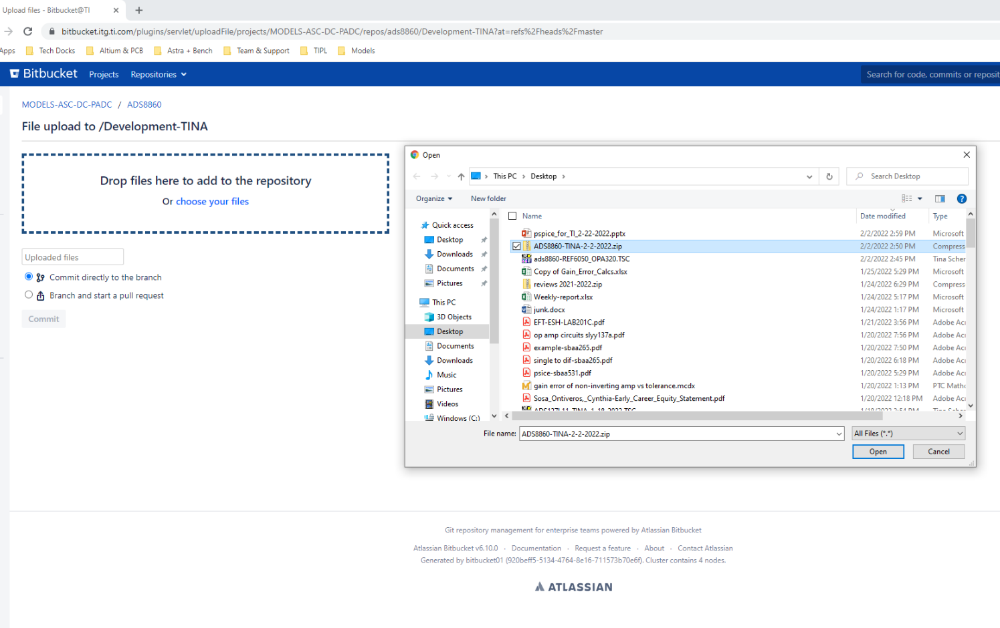 Upload files - Bitbucket@TI
bitbucket.itg.ti.com/plugins/servlet/uploadFile/projects/MODELS-ASC-DC-PADC/repos/ads8860/Development-TINA?at=refs%2Fheads%2Fmaster
Apps Tech Docks Altium & PCB Astra + Bench Team & Support TIPL Models
Bitbucket Projects Repositories Search for code, commits or reposit
MODELS-ASC-DC-PADC / ADS8860
File upload to /Development-TINA
Drop files here to add to the repository
Or choose your files
Uploaded files
Commit directly to the branch
Branch and start a pull request
Commit
Open
This PC > Desktop >
Search Desktop
Organize New folder
Quick access
Desktop
Downloads
Documents
Pictures
This PC
3D Objects
Desktop
Documents
Downloads
Music
Pictures
Videos
Windows (C:)
Name Date modified Type
pspice_for_TI_2-22-2022.pptx 2/2/2022 2:59 PM Microsoft
ADS8860-TINA-2-2-2022.zip 2/2/2022 2:50 PM Compress
ads8860-REF6050_OPA320.TSC 2/2/2022 2:45 PM Tina Scher
Copy of Gain_Error_Calcs.xlsx 1/25/2022 5:29 PM Microsoft
reviews 2021-2022.zip 1/24/2022 6:29 PM Compress
Weekly-report.xlsx 1/24/2022 5:17 PM Microsoft
junk.docx 1/24/2022 1:17 PM Microsoft
EFT-ESH-LAB201C.pdf 1/21/2022 3:56 PM Adobe Acr
op amp circuits slyy137a.pdf 1/20/2022 7:56 PM Adobe Acr
example-sbaa265.pdf 1/20/2022 7:50 PM Adobe Acr
single to dif-sbaa265.pdf 1/20/2022 6:18 PM Adobe Acr
psice-sbaa531.pdf 1/20/2022 5:29 PM Adobe Acr
gain error of non-inverting amp vs tolerance.mcdx 1/20/2022 1:13 PM PTC Mathc
Sosa_Ontiveros,_Cynthia-Early_Career_Equity_Statement.pdf 1/20/2022 12:18 PM Adobe Acr
File name: ADS8860-TINA-2-2-2022.zip All Files (*.*)
Open Cancel
Git repository management for enterprise teams powered by Atlassian Bitbucket
Atlassian Bitbucket v6.10.0 · Documentation · Request a feature · About · Contact Atlassian
Generated by bitbucket01 (920beff5-5134-4764-8e16-711573b70e6f). Cluster contains 4 nodes.
ATLASSIAN